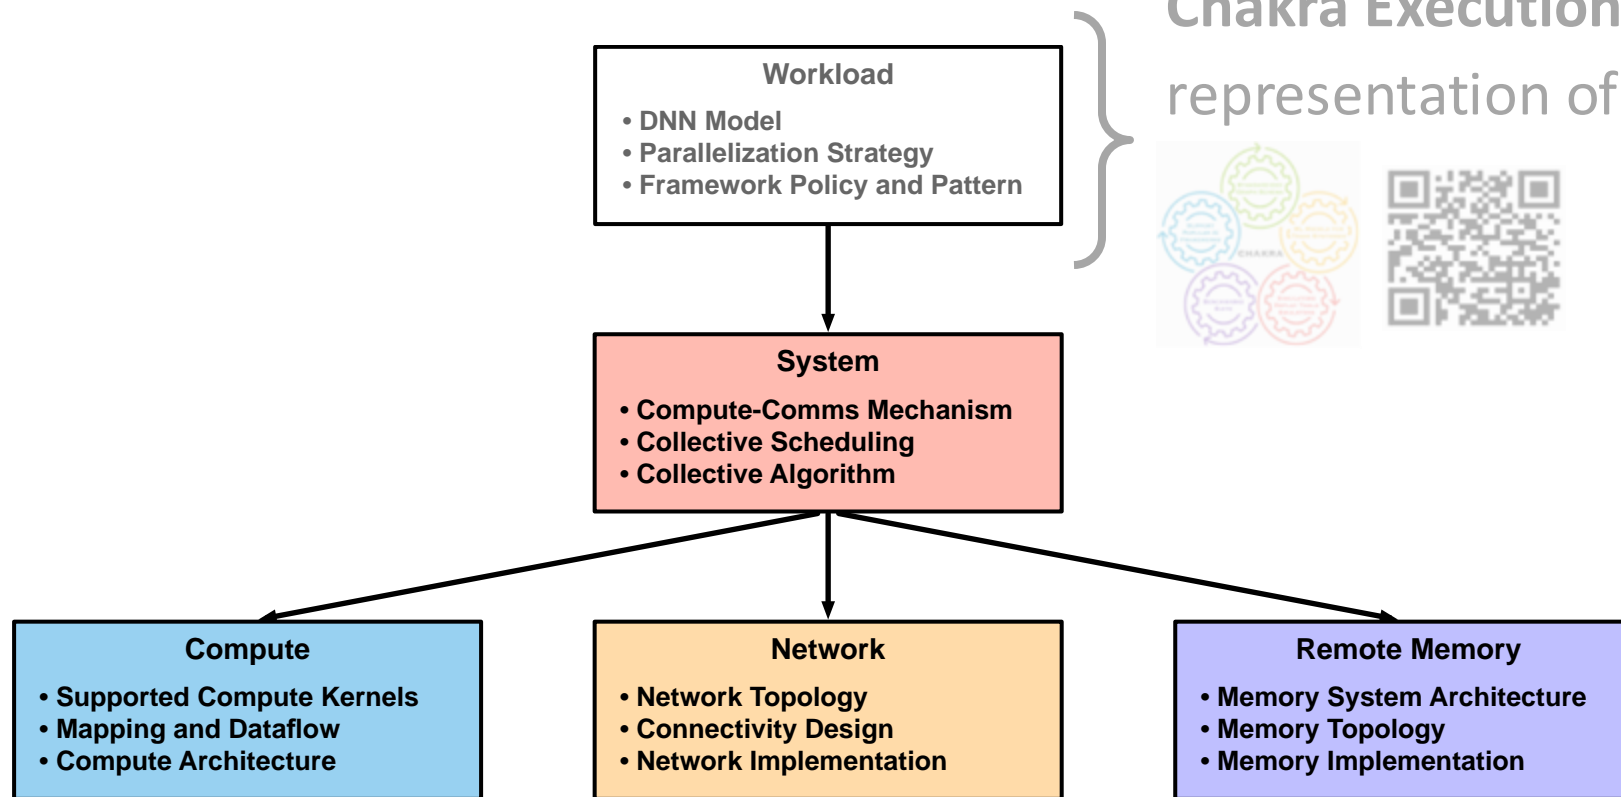 Chakra Execution
representation of
Workload
• DNN Model
• Parallelization Strategy
• Framework Policy and Pattern
CHAKRA
System
• Compute-Comms Mechanism
• Collective Scheduling
• Collective Algorithm
Compute
• Supported Compute Kernels
• Mapping and Dataflow
• Compute Architecture
Network
• Network Topology
• Connectivity Design
• Network Implementation
Remote Memory
• Memory System Architecture
• Memory Topology
• Memory Implementation